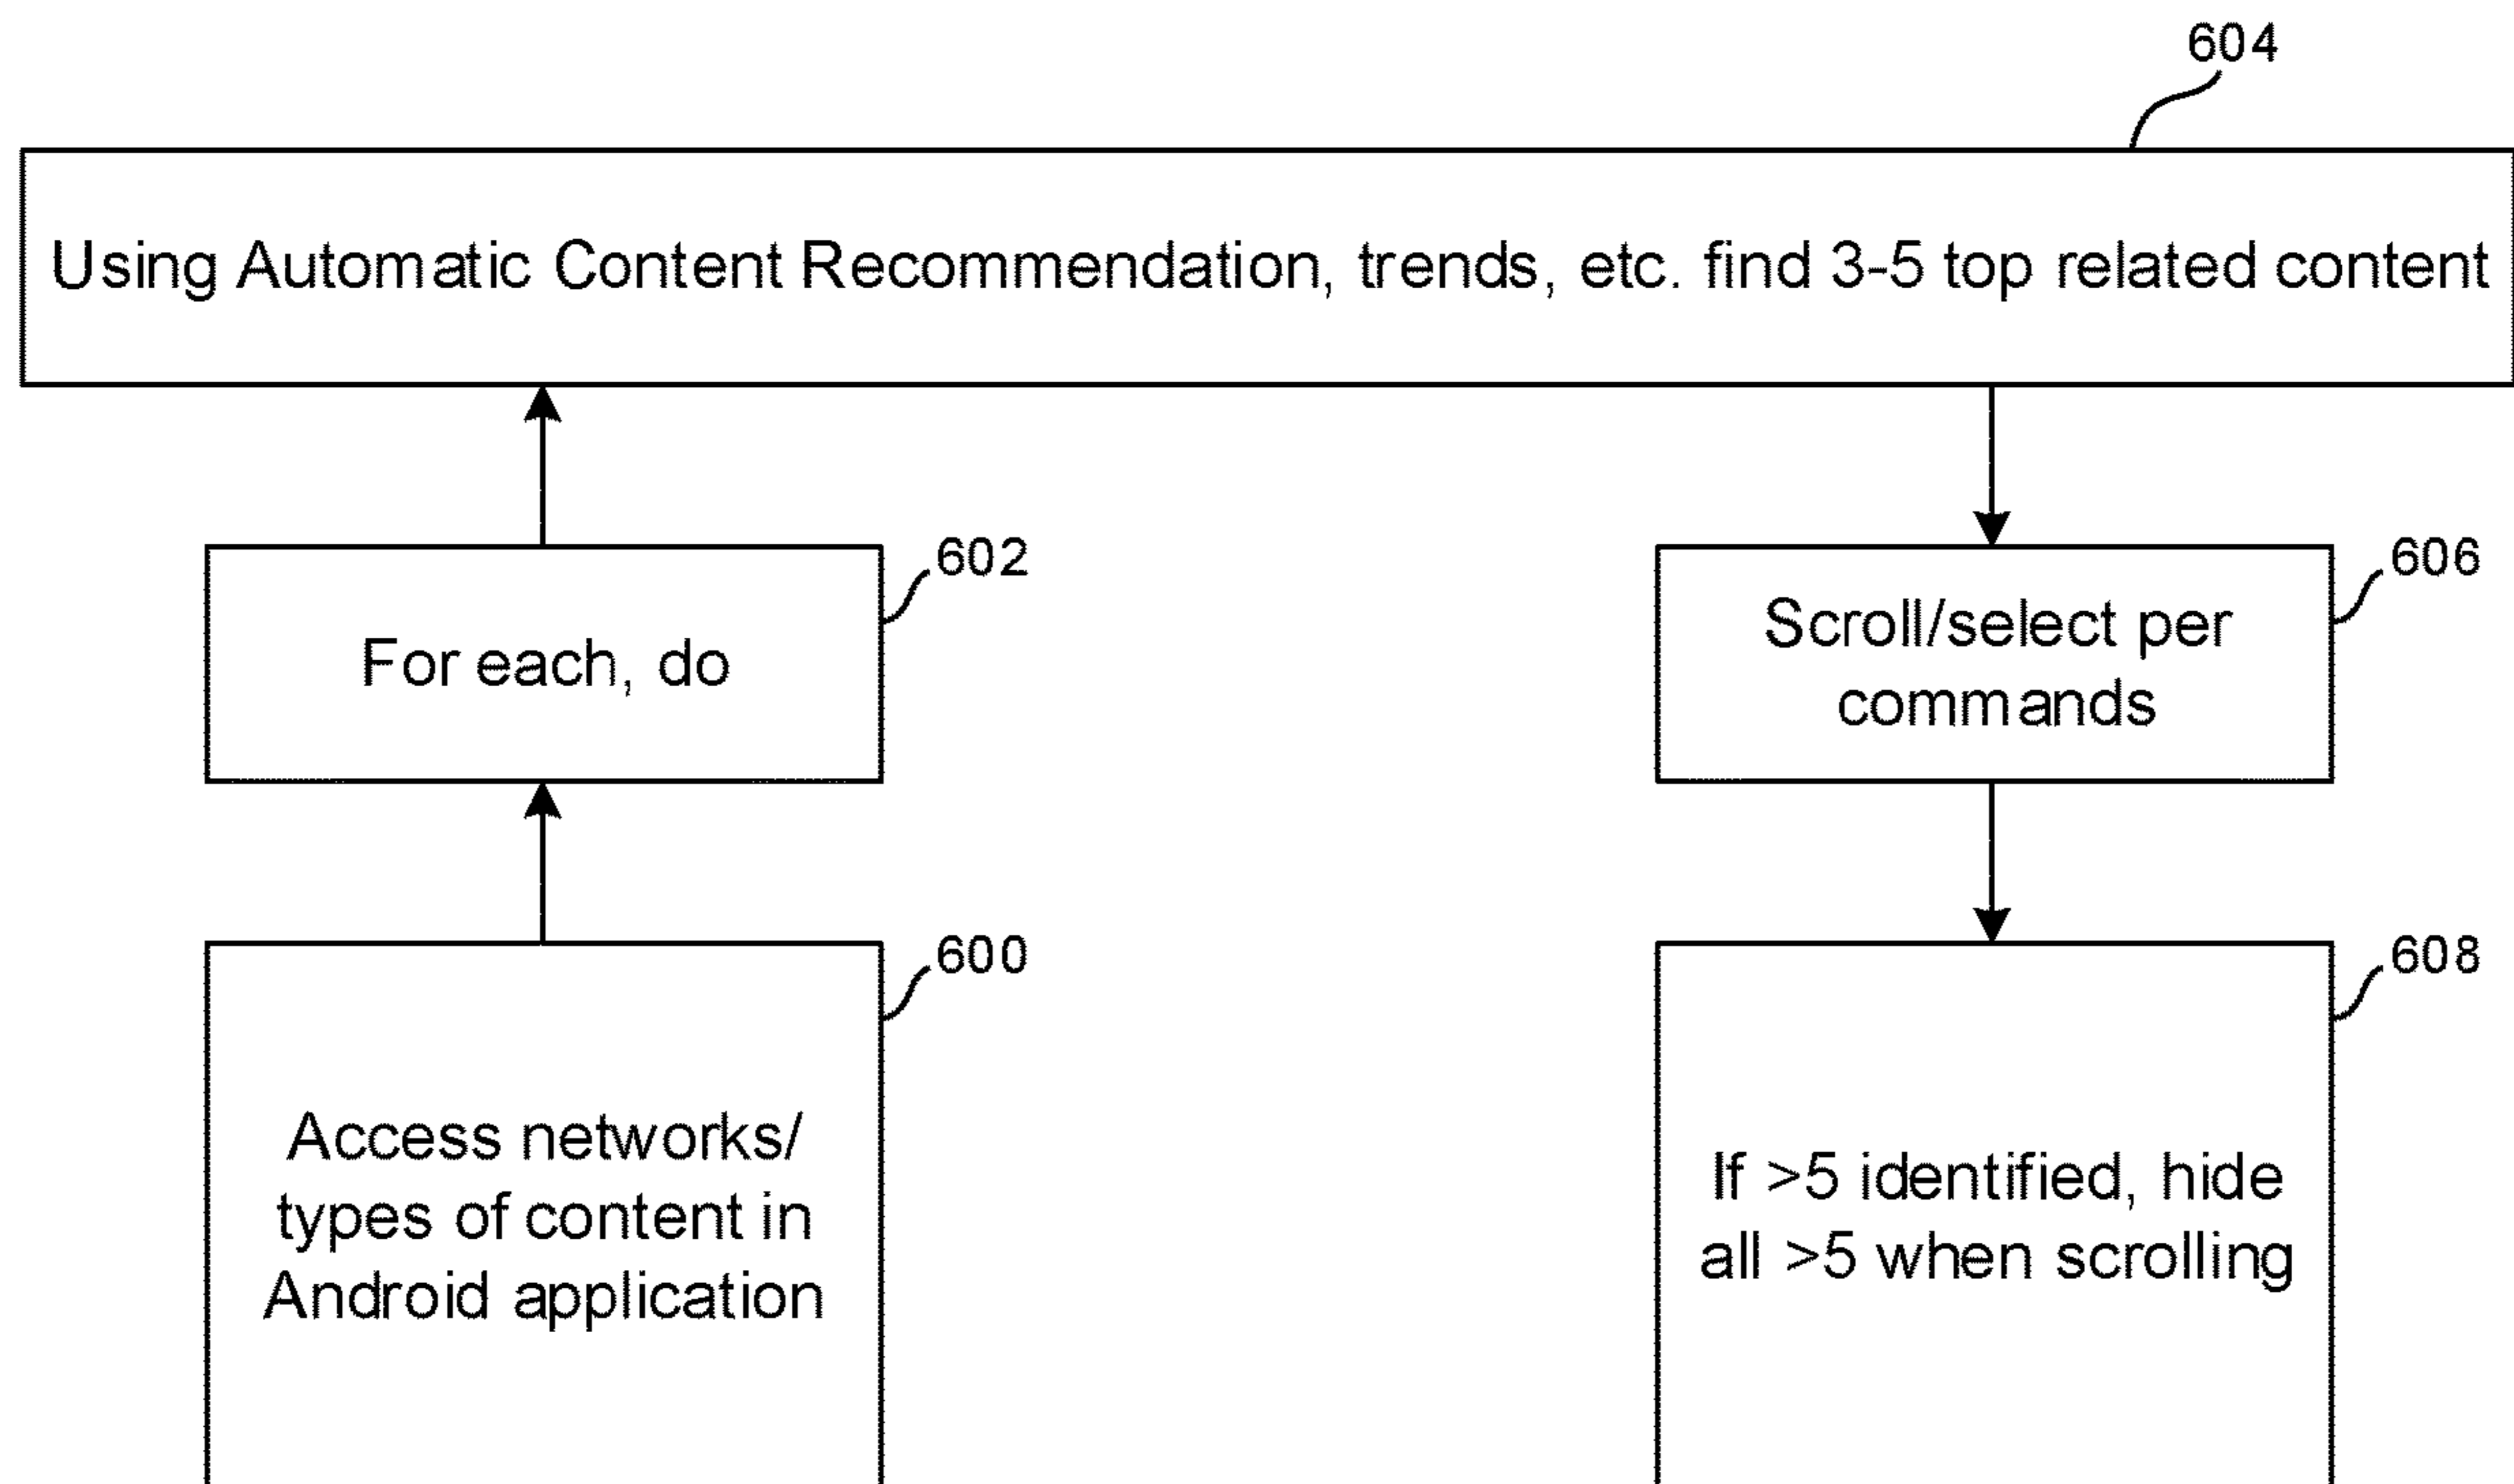 604
Using Automatic Content Recommendation, trends, etc. find 3-5 top related content
602
For each, do
606
Scroll/select per
commands
600
Access networks/
types of content in
Android application
608
If >5 identified, hide
all >5 when scrolling